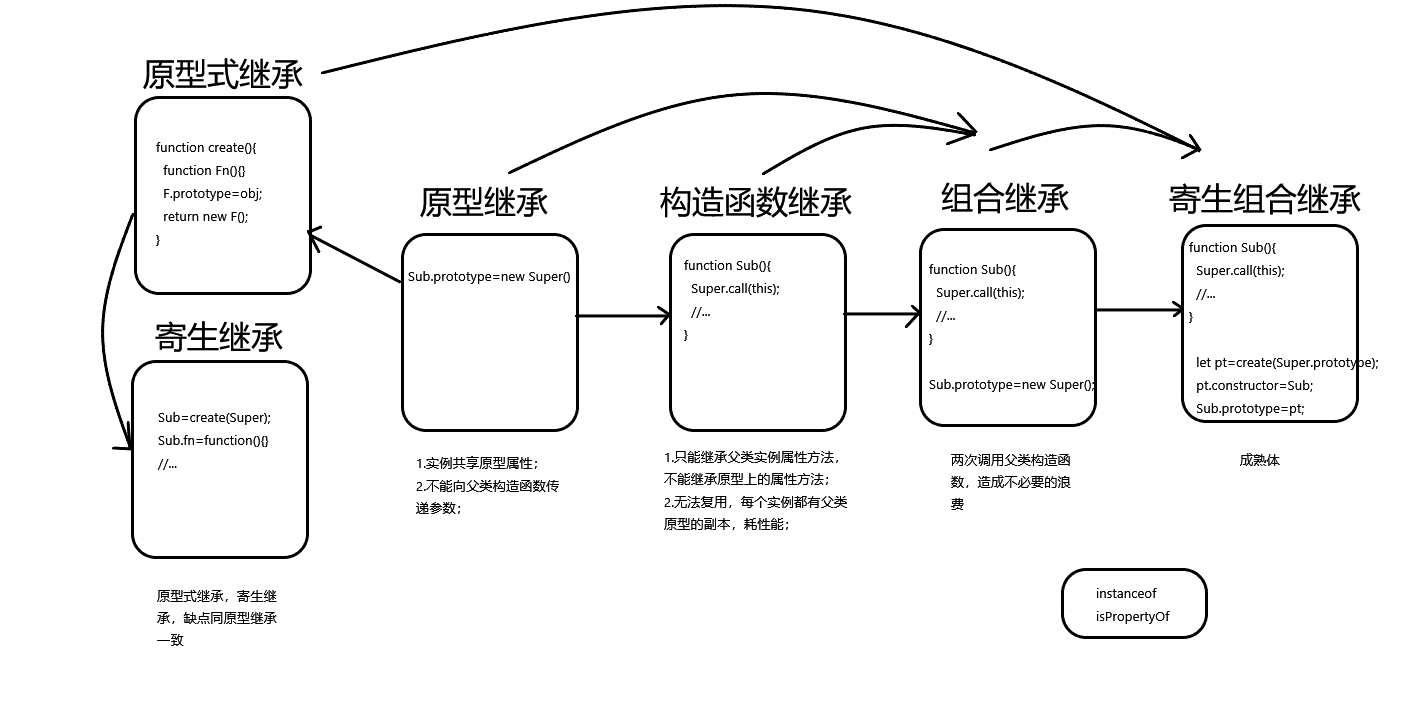 原型式继承
function create(){
function Fn(){}
F.prototype=obj;
return new F();
}
寄生继承
Sub=create(Super);
Sub.fn=function(){}
//...
原型式继承，寄生继
承，缺点同原型继承
一致
原型继承
Sub.prototype=new Super()
1.实例共享原型属性；
2.不能向父类构造函数传
递参数；
构造函数继承
function Sub(){
Super.call(this);
//...
}
1.只能继承父类实例属性方法，
不能继承原型上的属性方法；
2.无法复用，每个实例都有父类
原型的副本，耗性能；
组合继承
function Sub(){
Super.call(this);
//...
}
Sub.prototype=new Super();
两次调用父类构造函
数，造成不必要的浪
费
寄生组合继承
function Sub(){
Super.call(this);
//...
}
let pt=create(Super.prototype);
pt.constructor=Sub;
Sub.prototype=pt;
成熟体
instanceof
isPropertyOf